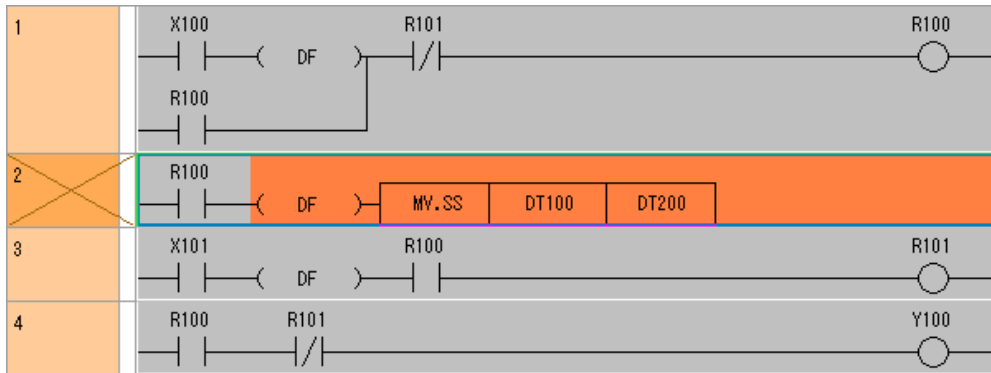 1 X100 R101 R100
DF
R100
2 R100
DF MV.SS DT100 DT200
3 X101 R100 R101
DF
4 R100 R101 Y100